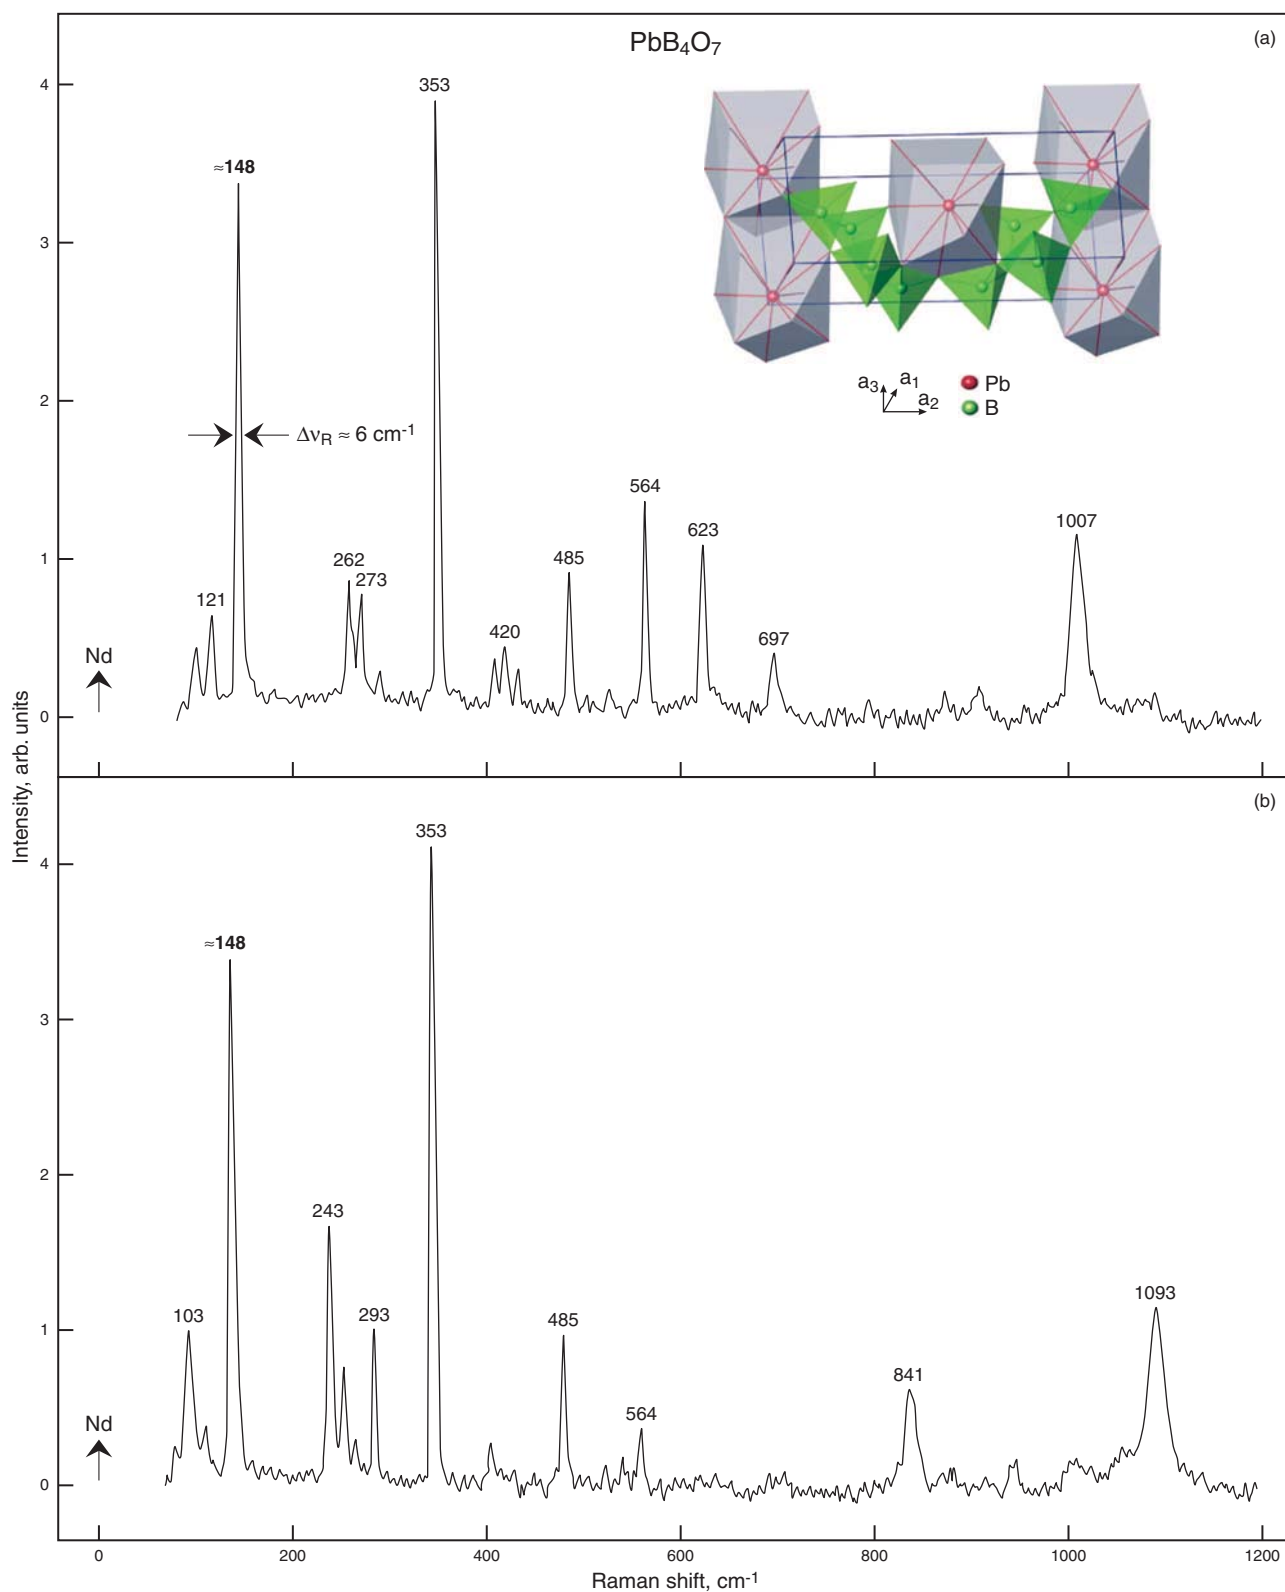 PbB₄O₇
(a)
4
353
≈148
3
a₃
a₁
a₂
Pb
B
2
Δνᴿ ≈ 6 cm⁻¹
564
1007
623
485
262
273
1
121
420
697
Nd
0
Intensity, arb. units
(b)
353
4
≈148
3
2
243
1093
103
293
485
1
841
564
Nd
0
0
200
400
600
800
1000
1200
Raman shift, cm⁻¹